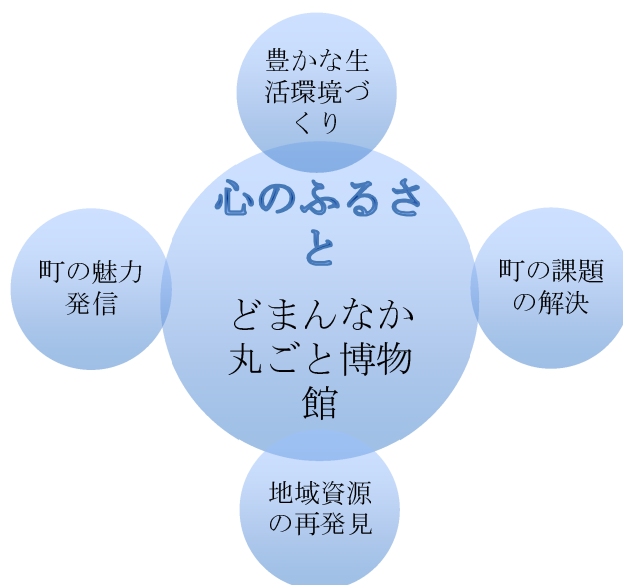 豊かな生
活環境づ
くり
心のふるさ
と
どまんなか
丸ごと博物
館
町の魅力
発信
町の課題
の解決
地域資源
の再発見